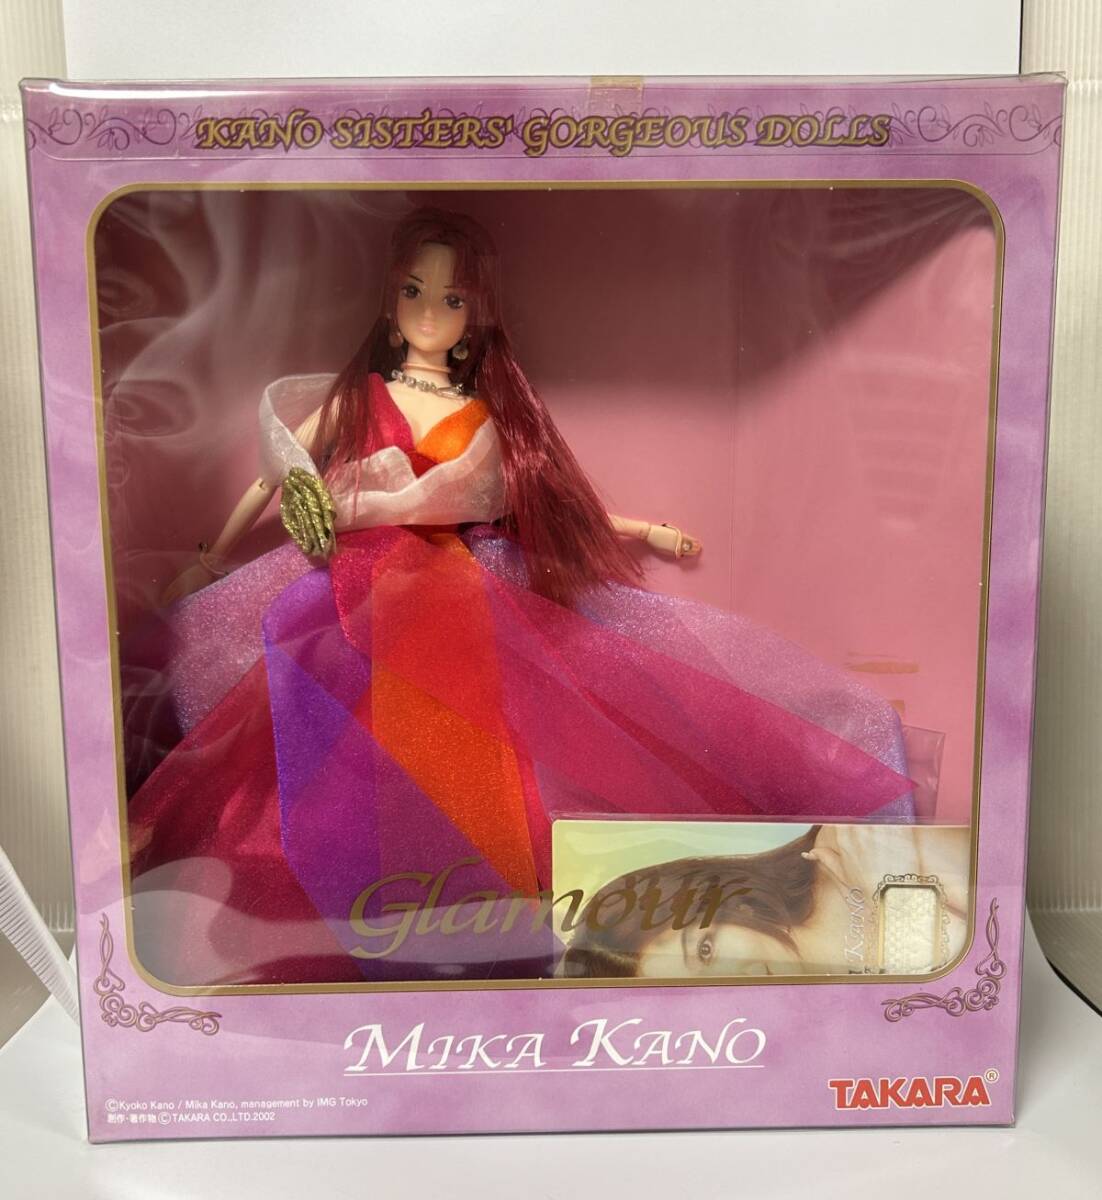 KANO SISTERS' GORGEOUS DOLLS
Glamour
KANO
MIKA KANO
TAKARA®
©Kyoko Kano / Mika Kano, management by IMG Tokyo
創作・著作物©TAKARA CO.,LTD.2002